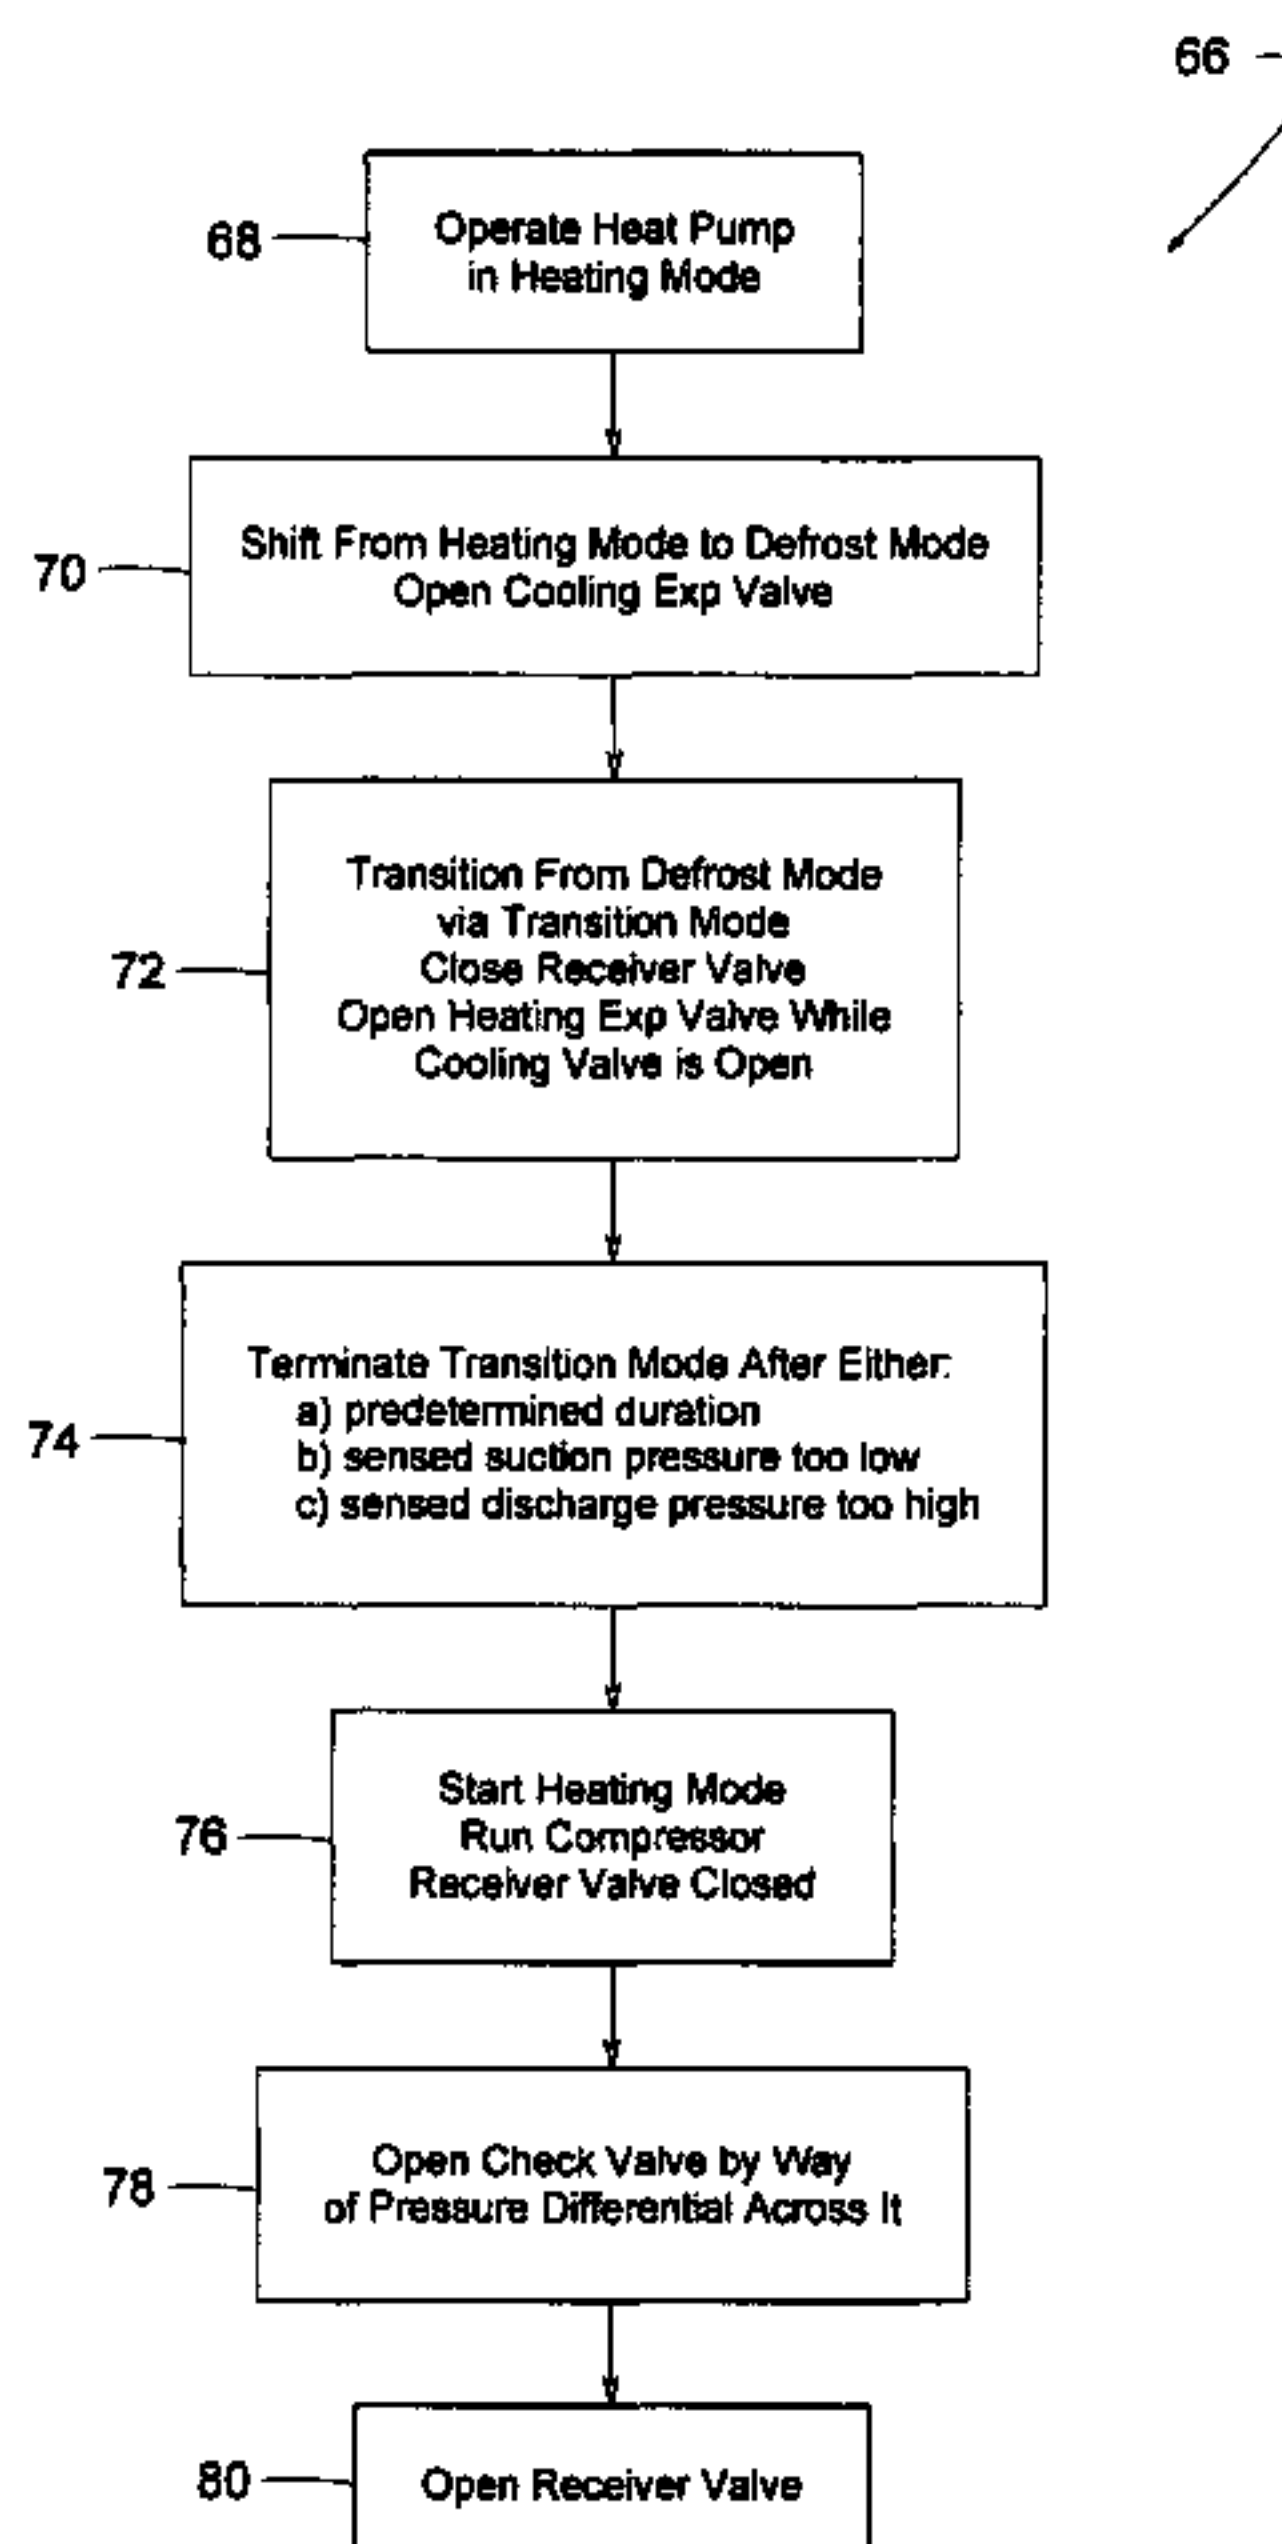 66
68
Operate Heat Pump
in Heating Mode
70
Shift From Heating Mode to Defrost Mode
Open Cooling Exp Valve
72
Transition From Defrost Mode
via Transition Mode
Close Receiver Valve
Open Heating Exp Valve While
Cooling Valve is Open
74
Terminate Transition Mode After Either:
a) predetermined duration
b) sensed suction pressure too low
c) sensed discharge pressure too high
76
Start Heating Mode
Run Compressor
Receiver Valve Closed
78
Open Check Valve by Way
of Pressure Differential Across It
80
Open Receiver Valve